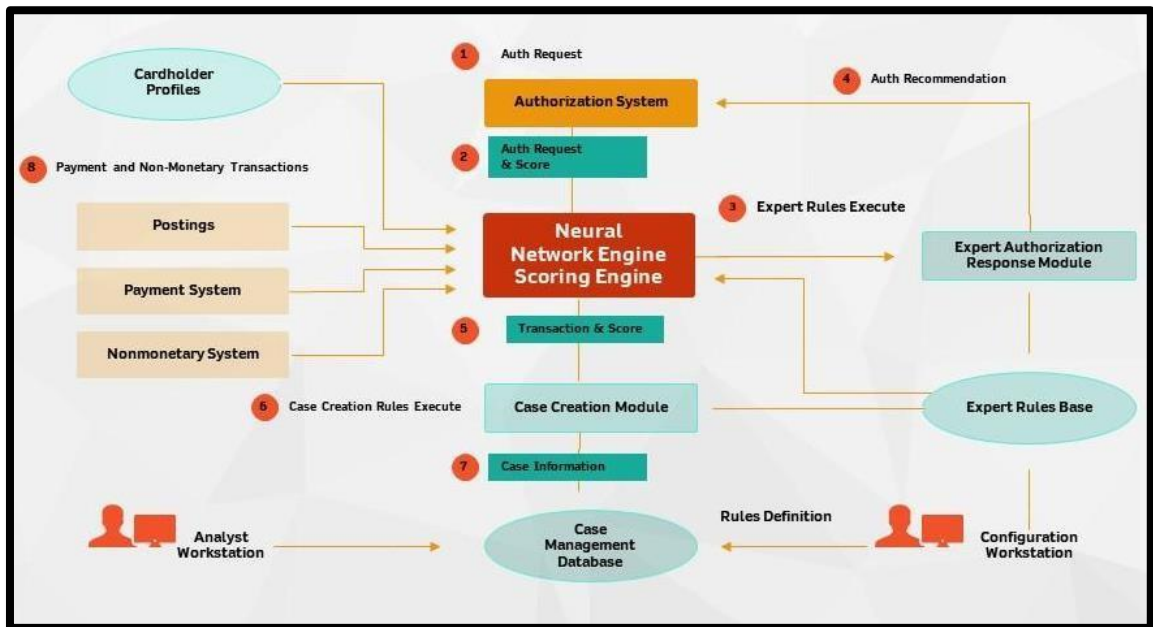 1
Auth Request
Cardholder
Profiles
4
Auth Recommendation
Authorization System
2
Auth Request
& Score
8
Payment and Non-Monetary Transactions
3
Expert Rules Execute
Postings
Neural
Network Engine
Scoring Engine
Expert Authorization
Response Module
Payment System
5
Transaction & Score
Nonmonetary System
6
Case Creation Rules Execute
Case Creation Module
Expert Rules Base
7
Case Information
Analyst
Workstation
Case
Management
Database
Rules Definition
Configuration
Workstation